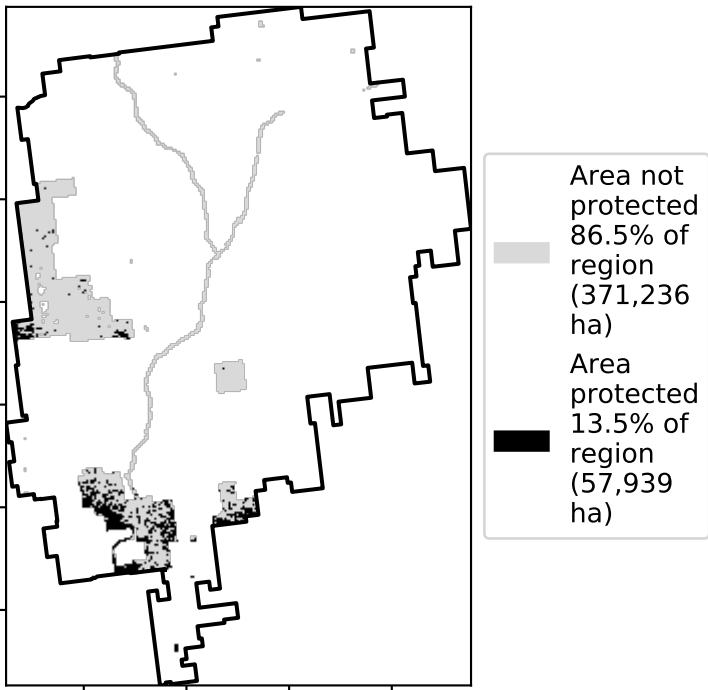 Area not
protected
86.5% of
region
(371,236
ha)
Area
protected
13.5% of
region
(57,939
ha)